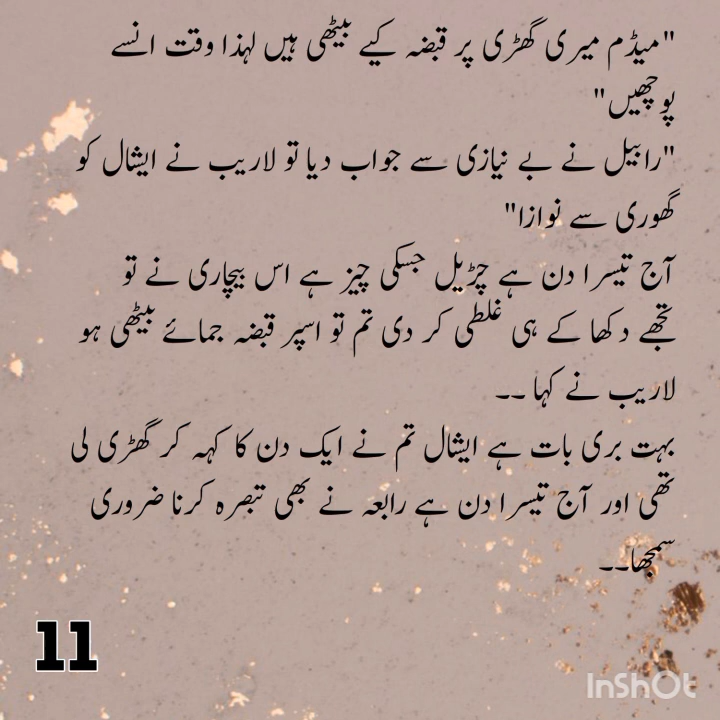 "میڈم میری گھڑی پر قبضہ کیے بیٹھی ہیں لہذا وقت انسے
پوچھیں"
"رابیل نے بے نیازی سے جواب دیا تو لاریب نے ایشال کو
گھوری سے نوازا"
آج تیسرا دن ہے چڑیل جسکی چیز ہے اس بیچاری نے تو
تجھے دکھا کے ہی غلطی کر دی تم تو اسپر قبضہ جمائے بیٹھی ہو
لاریب نے کہا --
بہت بری بات ہے ایشال تم نے ایک دن کا کہہ کر گھڑی لی
تھی اور آج تیسرا دن ہے رابعہ نے بھی تبصرہ کرنا ضروری
سمجھا--
11
InShOt